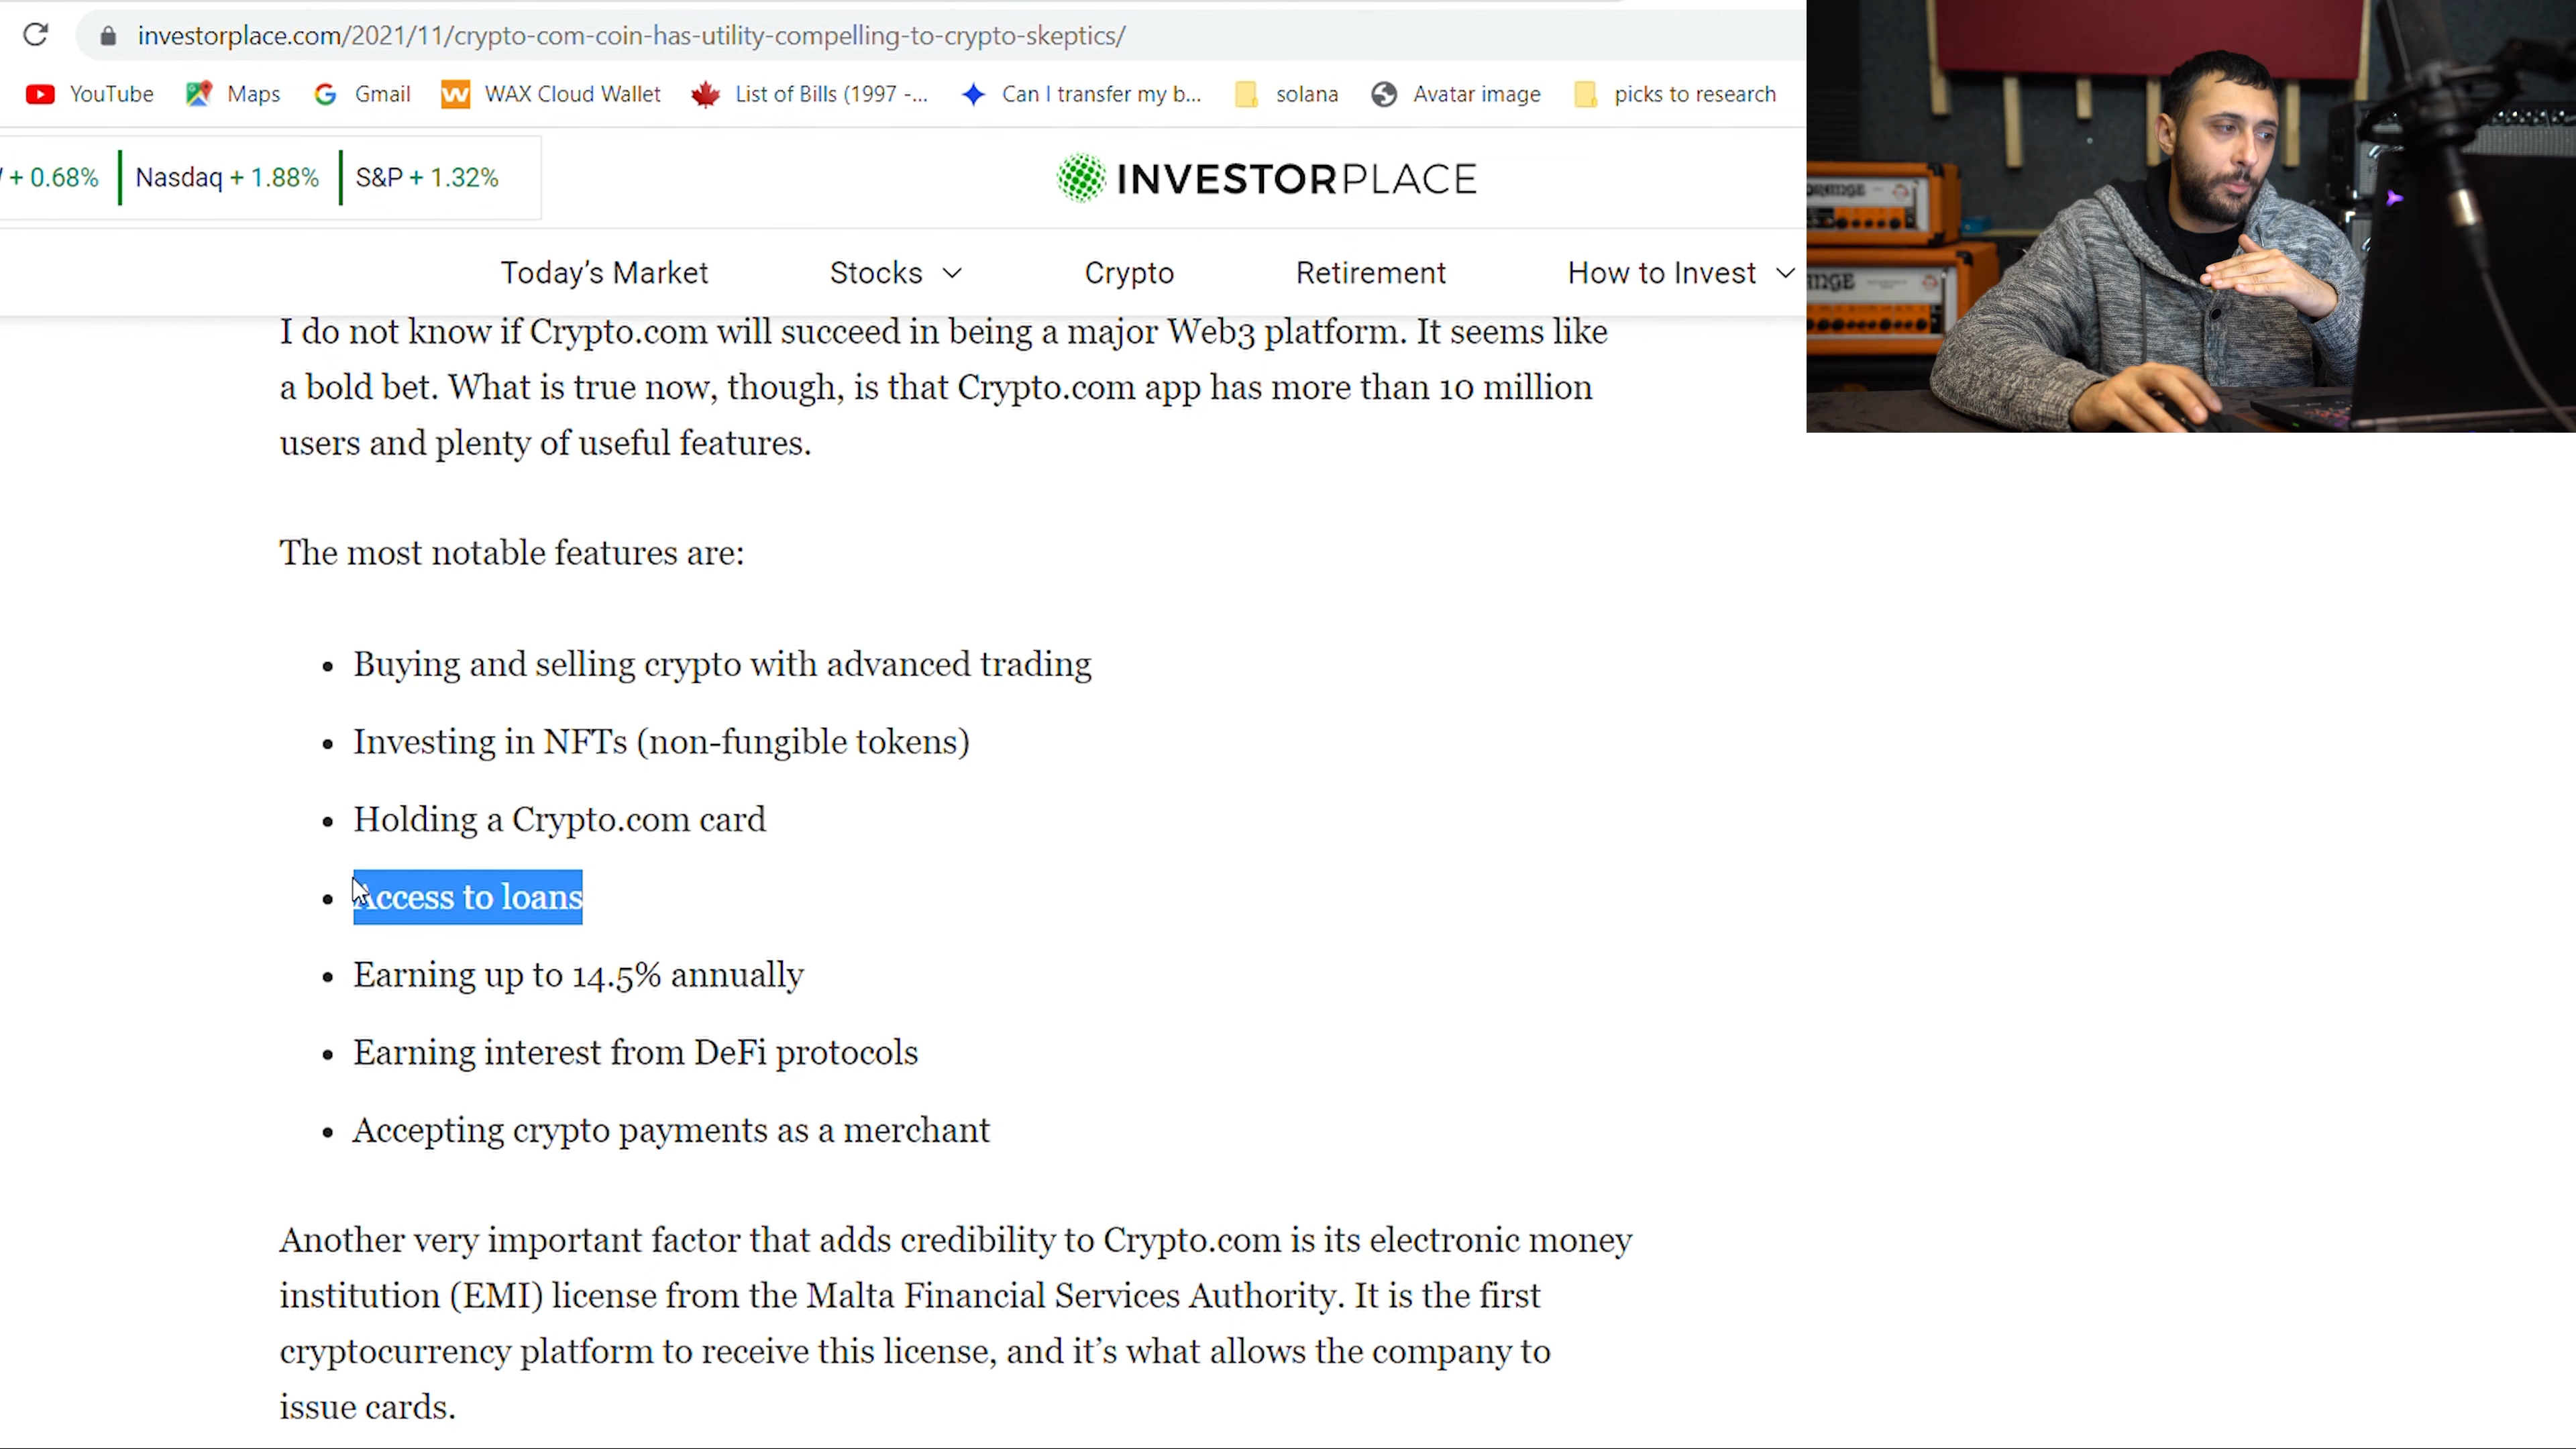 investorplace.com/2021/11/crypto-com-coin-has-utility-compelling-to-crypto-skeptics/
YouTube Maps Gmail WAX Cloud Wallet List of Bills (1997 -... Can I transfer my b... solana Avatar image picks to research
+ 0.68% Nasdaq + 1.88% S&P + 1.32%
INVESTORPLACE
Today’s Market Stocks Crypto Retirement How to Invest
I do not know if Crypto.com will succeed in being a major Web3 platform. It seems like
a bold bet. What is true now, though, is that Crypto.com app has more than 10 million
users and plenty of useful features.
The most notable features are:
• Buying and selling crypto with advanced trading
• Investing in NFTs (non-fungible tokens)
• Holding a Crypto.com card
• Access to loans
• Earning up to 14.5% annually
• Earning interest from DeFi protocols
• Accepting crypto payments as a merchant
Another very important factor that adds credibility to Crypto.com is its electronic money
institution (EMI) license from the Malta Financial Services Authority. It is the first
cryptocurrency platform to receive this license, and it’s what allows the company to
issue cards.